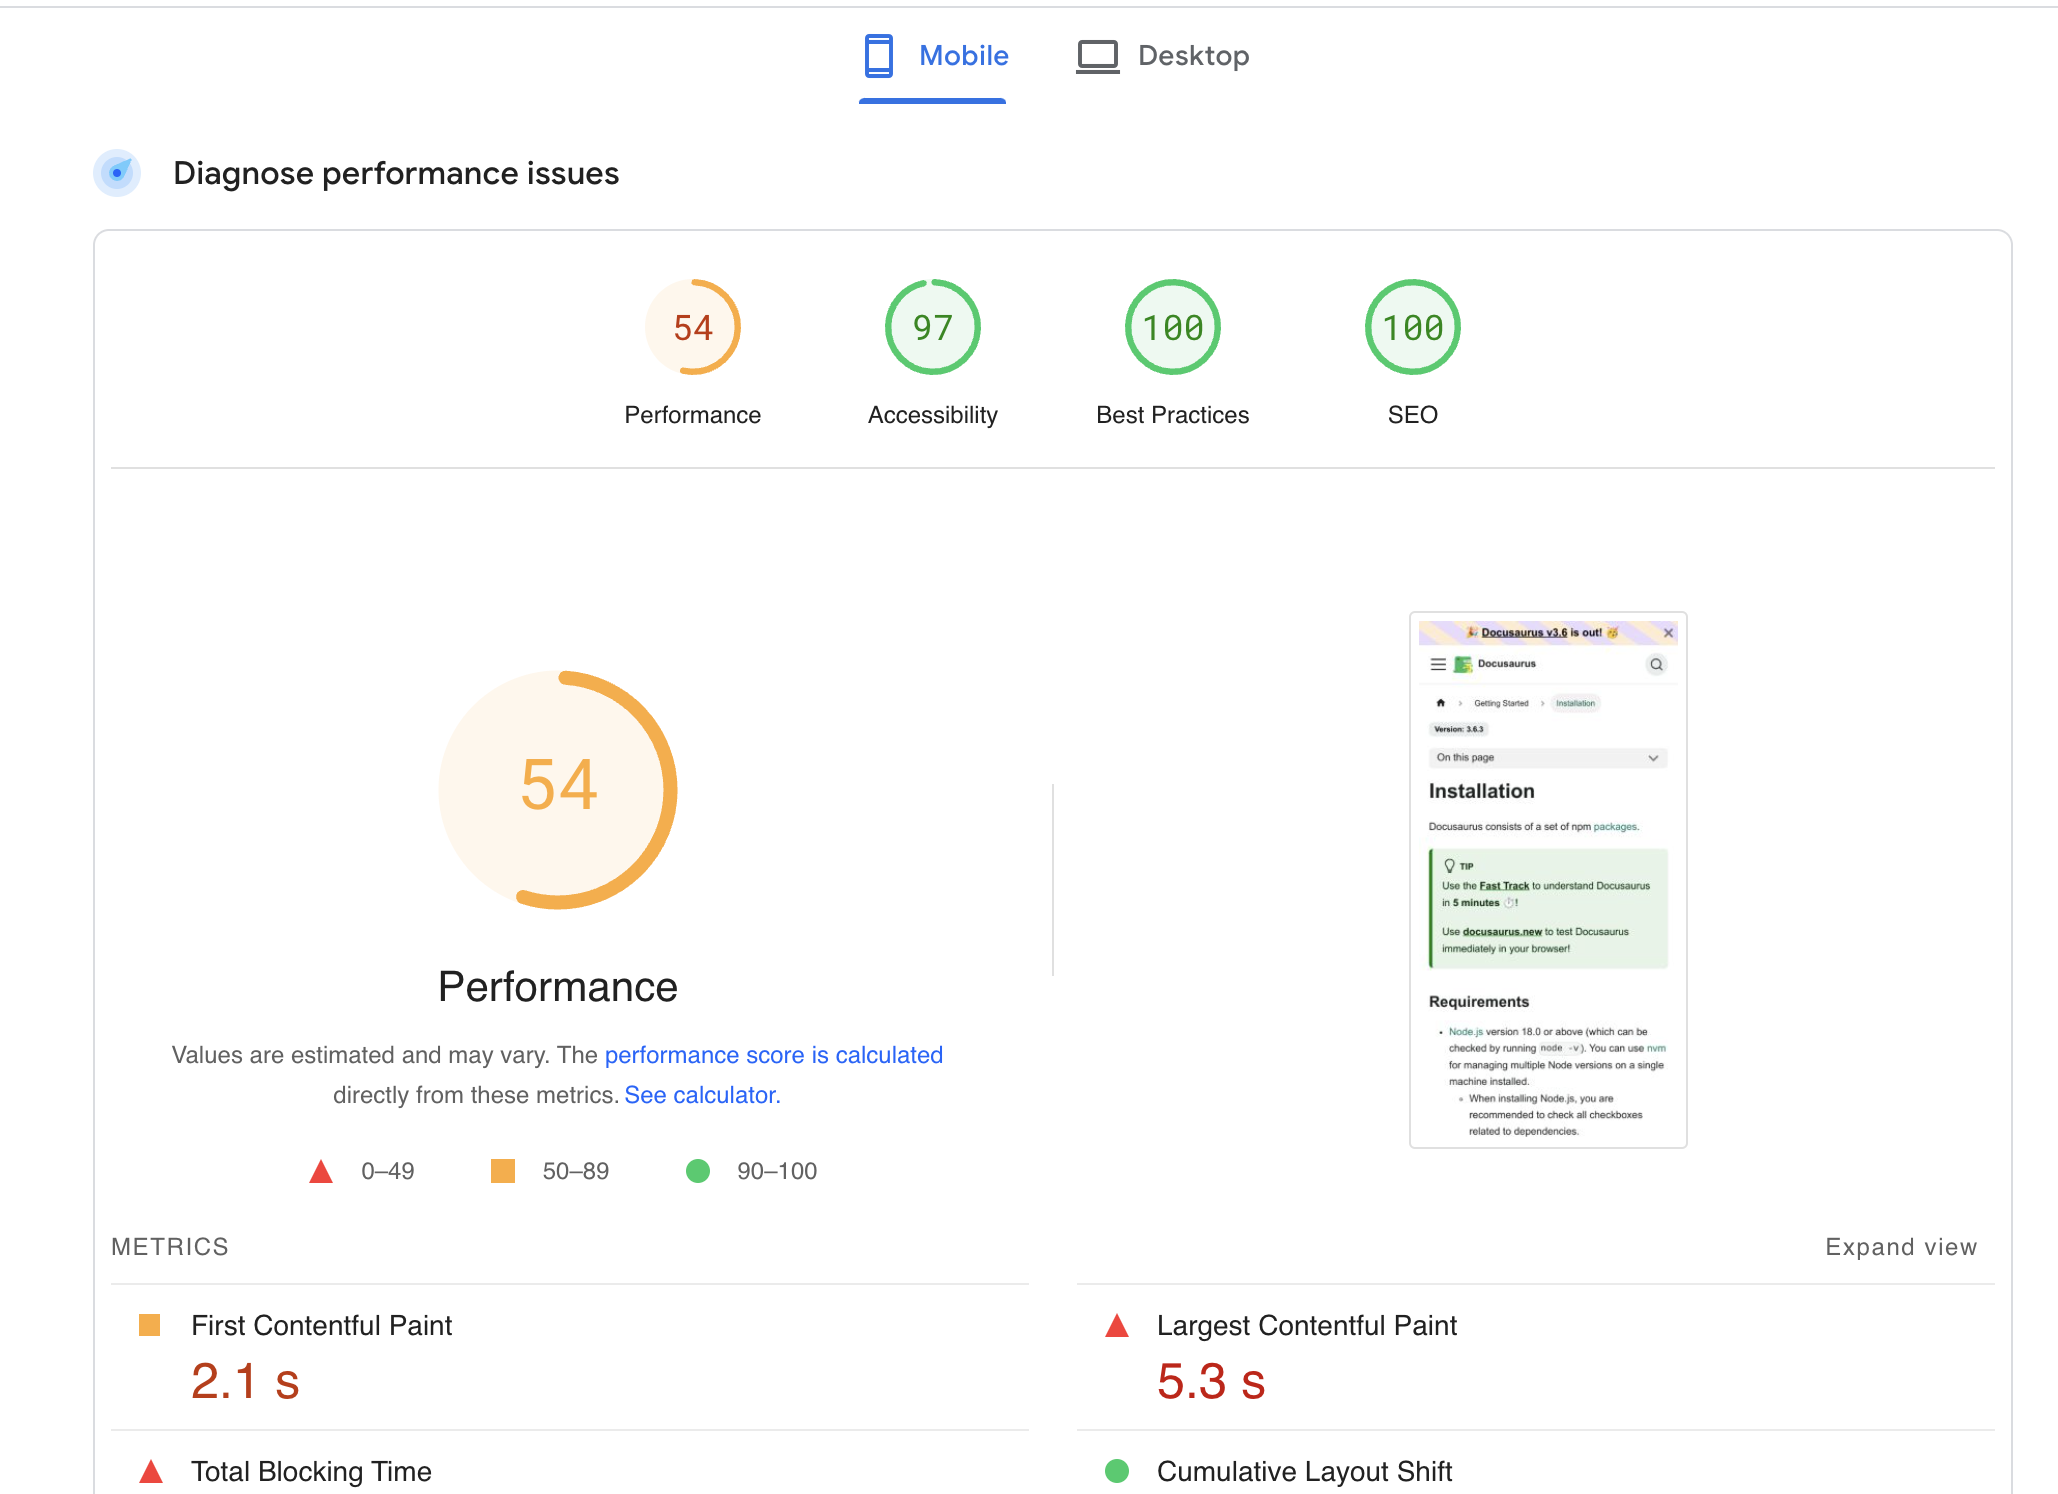 Mobile
Desktop
Diagnose performance issues
54
97
100
100
Performance
Accessibility
Best Practices
SEO
54
Performance
Values are estimated and may vary. The performance score is calculated
directly from these metrics. See calculator.
0–49
50–89
90–100
🎉 Docusaurus v3.6 is out! 🥳
Docusaurus
Getting Started
Installation
Version: 3.6.3
On this page
Installation
Docusaurus consists of a set of npm packages.
TIP
Use the Fast Track to understand Docusaurus
in 5 minutes ⏱️!
Use docusaurus.new to test Docusaurus
immediately in your browser!
Requirements
• Node.js version 18.0 or above (which can be
checked by running node -v). You can use nvm
for managing multiple Node versions on a single
machine installed.
When installing Node.js, you are
recommended to check all checkboxes
related to dependencies.
METRICS
Expand view
First Contentful Paint
2.1 s
Largest Contentful Paint
5.3 s
Total Blocking Time
Cumulative Layout Shift